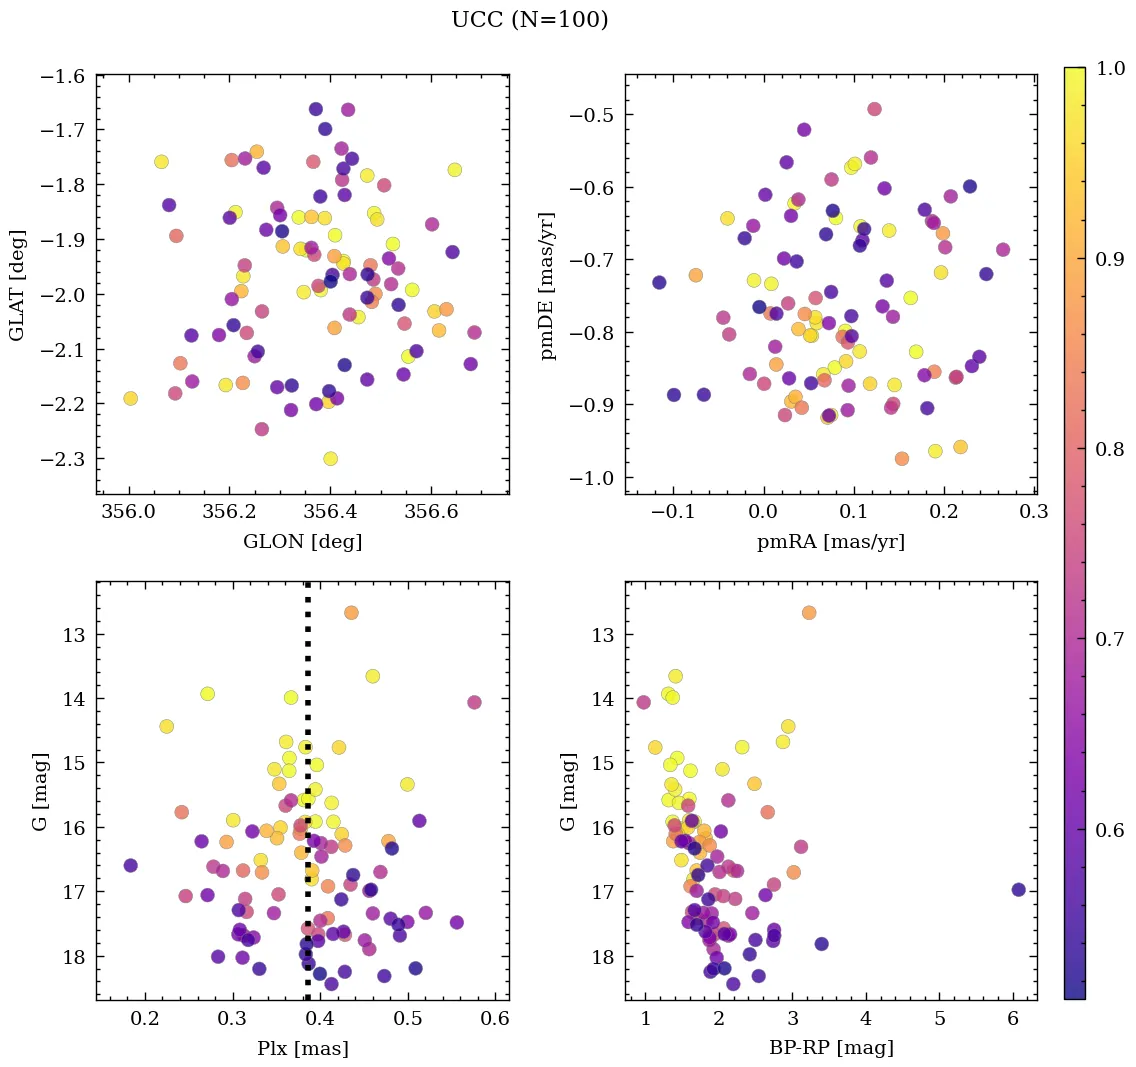 UCC (N=100)
−1.6
−1.7
−1.8
−1.9
−2.0
−2.1
−2.2
−2.3
GLAT [deg]
356.0 356.2 356.4 356.6
GLON [deg]
−0.5
−0.6
−0.7
−0.8
−0.9
−1.0
pmDE [mas/yr]
−0.1 0.0 0.1 0.2 0.3
pmRA [mas/yr]
13
14
15
16
17
18
G [mag]
0.2 0.3 0.4 0.5 0.6
Plx [mas]
13
14
15
16
17
18
G [mag]
1 2 3 4 5 6
BP-RP [mag]
1.0
0.9
0.8
0.7
0.6